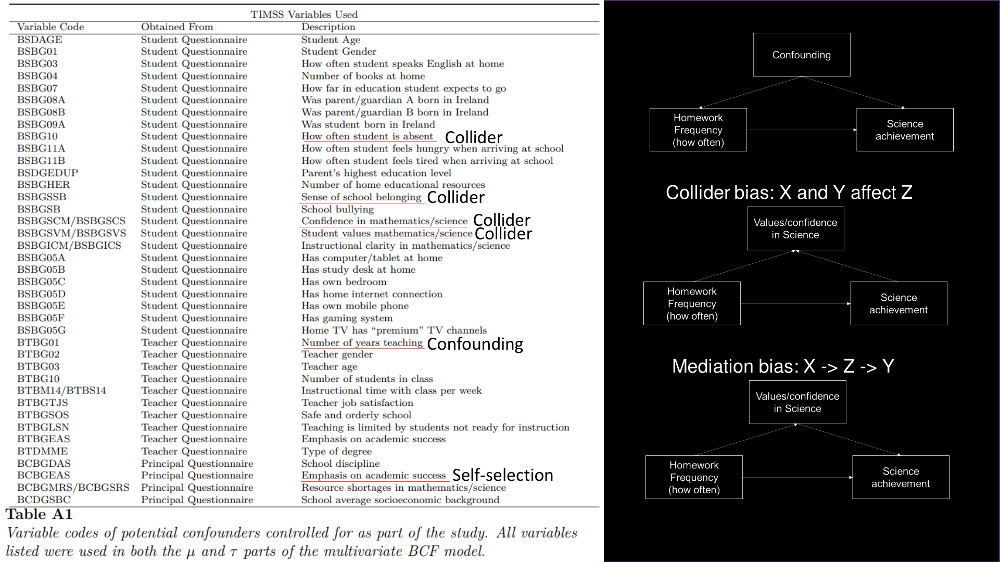 TIMSS Variables Used
Variable Code Obtained From Description
BSDAGE Student Questionnaire Student Age
BSBG01 Student Questionnaire Student Gender
BSBG03 Student Questionnaire How often student speaks English at home
BSBG04 Student Questionnaire Number of books at home
BSBG07 Student Questionnaire How far in education student expects to go
BSBG08A Student Questionnaire Was parent/guardian A born in Ireland
BSBG08B Student Questionnaire Was parent/guardian B born in Ireland
BSBG09A Student Questionnaire Was student born in Ireland
BSBG10 Student Questionnaire How often student is absent Collider
BSBG11A Student Questionnaire How often student feels hungry when arriving at school
BSBG11B Student Questionnaire How often student feels tired when arriving at school
BSDGEDUP Student Questionnaire Parent's highest education level
BSBGHER Student Questionnaire Number of home educational resources
BSBGSSB Student Questionnaire Sense of school belonging Collider
BSBGSB Student Questionnaire School bullying
BSBGSCM/BSBGSCS Student Questionnaire Confidence in mathematics/science Collider
BSBGSVM/BSBGSVS Student Questionnaire Student values mathematics/science Collider
BSBGICM/BSBGICS Student Questionnaire Instructional clarity in mathematics/science
BSBG05A Student Questionnaire Has computer/tablet at home
BSBG05B Student Questionnaire Has study desk at home
BSBG05C Student Questionnaire Has own bedroom
BSBG05D Student Questionnaire Has home internet connection
BSBG05E Student Questionnaire Has own mobile phone
BSBG05F Student Questionnaire Has gaming system
BSBG05G Student Questionnaire Home TV has “premium” TV channels
BTBG01 Teacher Questionnaire Number of years teaching Confounding
BTBG02 Teacher Questionnaire Teacher gender
BTBG03 Teacher Questionnaire Teacher age
BTBG10 Teacher Questionnaire Number of students in class
BTBM14/BTBS14 Teacher Questionnaire Instructional time with class per week
BTBGTJS Teacher Questionnaire Teacher job satisfaction
BTBGSOS Teacher Questionnaire Safe and orderly school
BTBGLSN Teacher Questionnaire Teaching is limited by students not ready for instruction
BTBGEAS Teacher Questionnaire Emphasis on academic success
BTDMME Teacher Questionnaire Type of degree
BCBGDAS Principal Questionnaire School discipline
BCBGEAS Principal Questionnaire Emphasis on academic success Self-selection
BCBGMRS/BCBGSRS Principal Questionnaire Resource shortages in mathematics/science
BCDGSBC Principal Questionnaire School average socioeconomic background
Table A1
Variable codes of potential confounders controlled for as part of the study. All variables
listed were used in both the μ and τ parts of the multivariate BCF model.
Confounding
Homework
Frequency
(how often)
Science
achievement
Collider bias: X and Y affect Z
Values/confidence
in Science
Homework
Frequency
(how often)
Science
achievement
Mediation bias: X -> Z -> Y
Values/confidence
in Science
Homework
Frequency
(how often)
Science
achievement